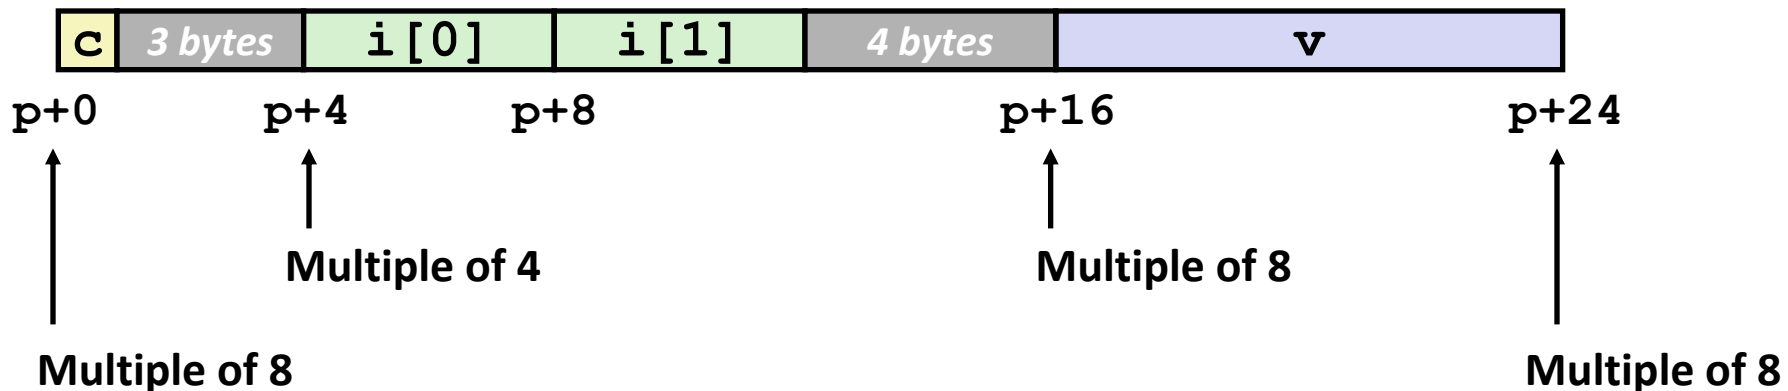 c 3 bytes i[0] i[1] 4 bytes v
p+0 p+4 p+8 p+16 p+24
Multiple of 4 Multiple of 8
Multiple of 8 Multiple of 8